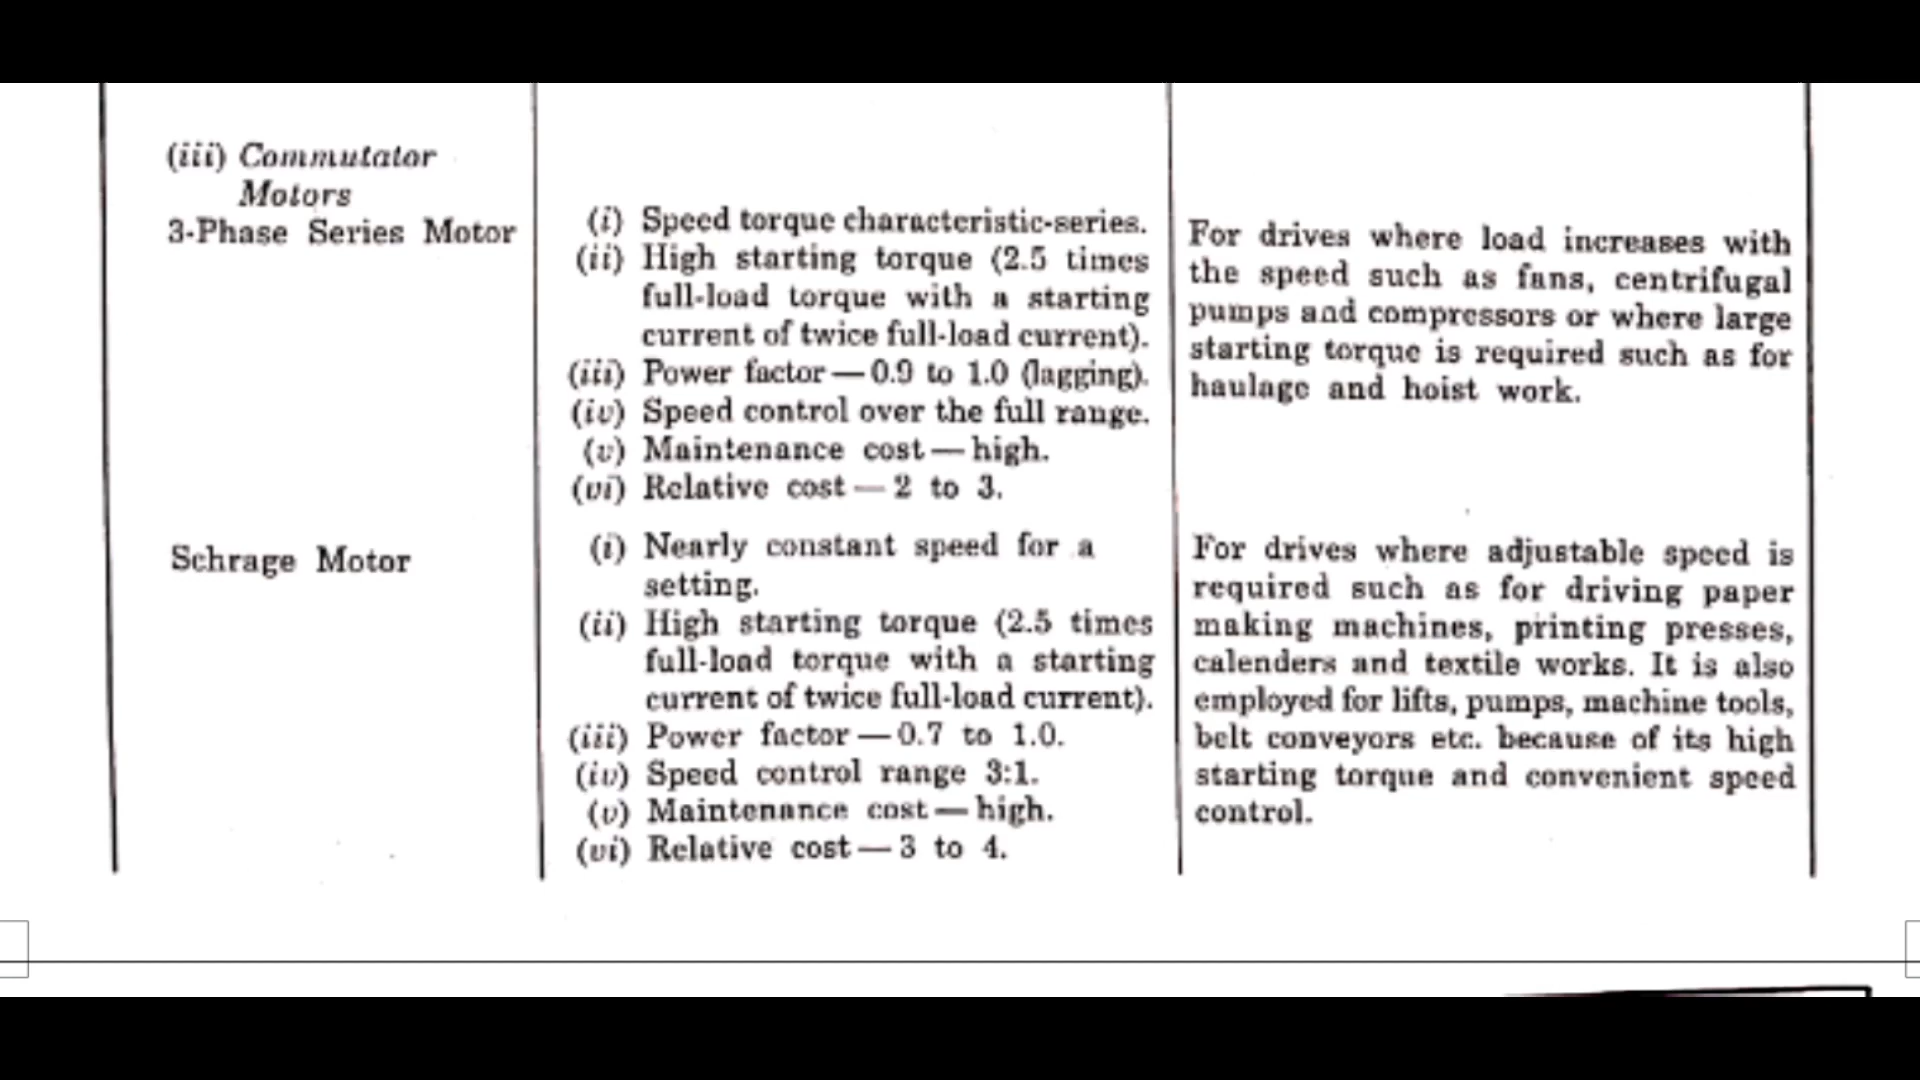 (iii) Commutator
Motors
3-Phase Series Motor
(i) Speed torque characteristic-series.
(ii) High starting torque (2.5 times
full-load torque with a starting
current of twice full-load current).
(iii) Power factor — 0.9 to 1.0 (lagging).
(iv) Speed control over the full range.
(v) Maintenance cost — high.
(vi) Relative cost — 2 to 3.
For drives where load increases with
the speed such as fans, centrifugal
pumps and compressors or where large
starting torque is required such as for
haulage and hoist work.
Schrage Motor
(i) Nearly constant speed for a
setting.
(ii) High starting torque (2.5 times
full-load torque with a starting
current of twice full-load current).
(iii) Power factor — 0.7 to 1.0.
(iv) Speed control range 3:1.
(v) Maintenance cost — high.
(vi) Relative cost — 3 to 4.
For drives where adjustable speed is
required such as for driving paper
making machines, printing presses,
calenders and textile works. It is also
employed for lifts, pumps, machine tools,
belt conveyors etc. because of its high
starting torque and convenient speed
control.